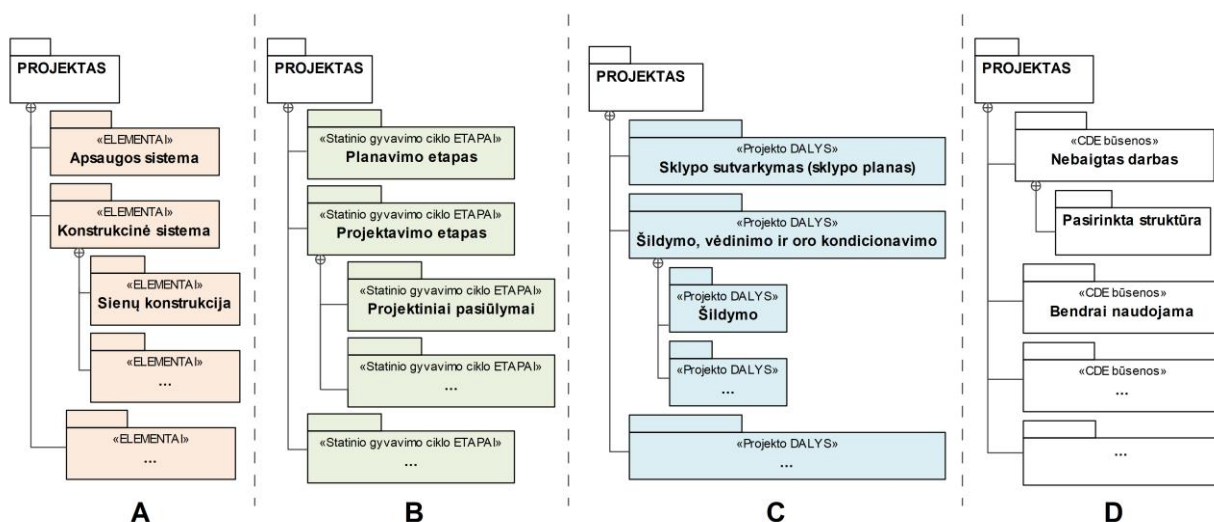 PROJEKTAS
«ELEMENTAI»
Apsaugos sistema
«ELEMENTAI»
Konstrukcinė sistema
«ELEMENTAI»
Sienų konstrukcija
«ELEMENTAI»
...
«ELEMENTAI»
...
A
PROJEKTAS
«Statinio gyvavimo ciklo ETAPAI»
Planavimo etapas
«Statinio gyvavimo ciklo ETAPAI»
Projektavimo etapas
«Statinio gyvavimo ciklo ETAPAI»
Projektiniai pasiūlymai
«Statinio gyvavimo ciklo ETAPAI»
...
«Statinio gyvavimo ciklo ETAPAI»
...
B
PROJEKTAS
«Projekto DALYS»
Sklypo sutvarkymas (sklypo planas)
«Projekto DALYS»
Šildymo, vėdinimo ir oro kondicionavimo
«Projekto DALYS»
Šildymo
«Projekto DALYS»
...
«Projekto DALYS»
...
C
PROJEKTAS
«CDE būsenos»
Nebaigtas darbas
Pasirinkta struktūra
«CDE būsenos»
Bendrai naudojama
«CDE būsenos»
...
...
D